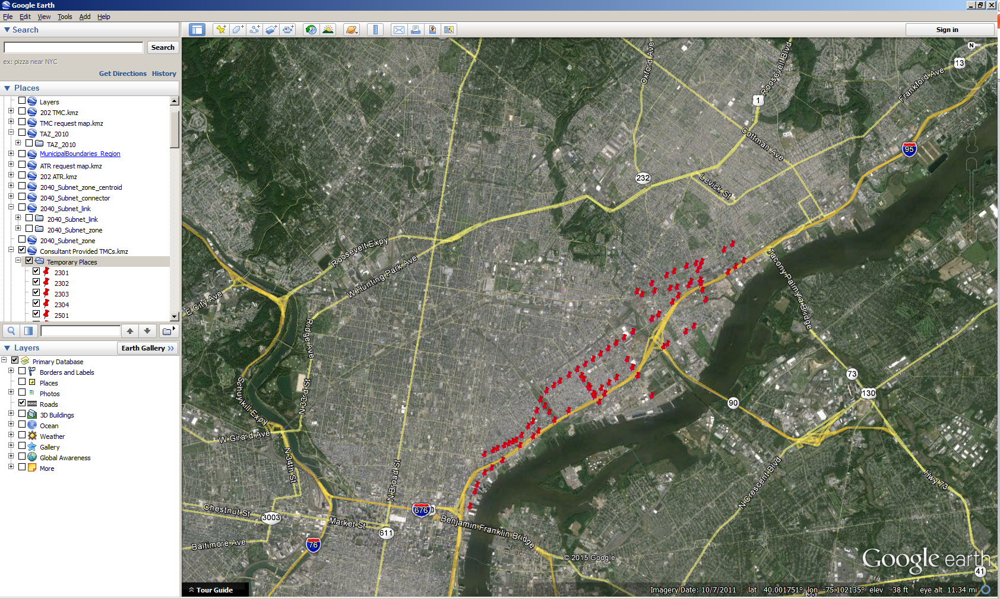 Google Earth
File Edit View Tools Add Help
Search
Search
ex: pizza near NYC
Get Directions History
Places
Layers
202 TMC.kmz
TMC request map.kmz
TAZ_2010
TAZ_2010
MunicipalBoundaries_Region
ATR request map.kmz
202 ATR.kmz
2040_Subnet_zone_centroid
2040_Subnet_connector
2040_Subnet_link
2040_Subnet_link
2040_Subnet_zone
2040_Subnet_zone
Consultant Provided TMCs.kmz
Temporary Places
2301
2302
2303
2304
2501
Layers
Earth Gallery »
Primary Database
Borders and Labels
Places
Photos
Roads
3D Buildings
Ocean
Weather
Gallery
Global Awareness
More
Sign in
N
13
Oxford Ave
Roosevelt Blvd
Frankford Ave
1
Cottman Ave
95
232
Levick St
Roosevelt Expy
W Hunting Park Ave
Tacony Palmyra Bridge
E City Ave
Ridge Ave
N 33rd St
Schuylkill Expy
73
130
90
W Girard Ave
N 34th St
N Broad St
N Crescent Blvd
Hwy 73
Chestnut St
3003
Market St
676
611
Benjamin Franklin Bridge
Baltimore Ave
76
© 2015 Google
Google earth
41
Tour Guide
Imagery Date: 10/7/2011 lat 40.001751° lon -75.102135° elev 38 ft eye alt 11.34 mi